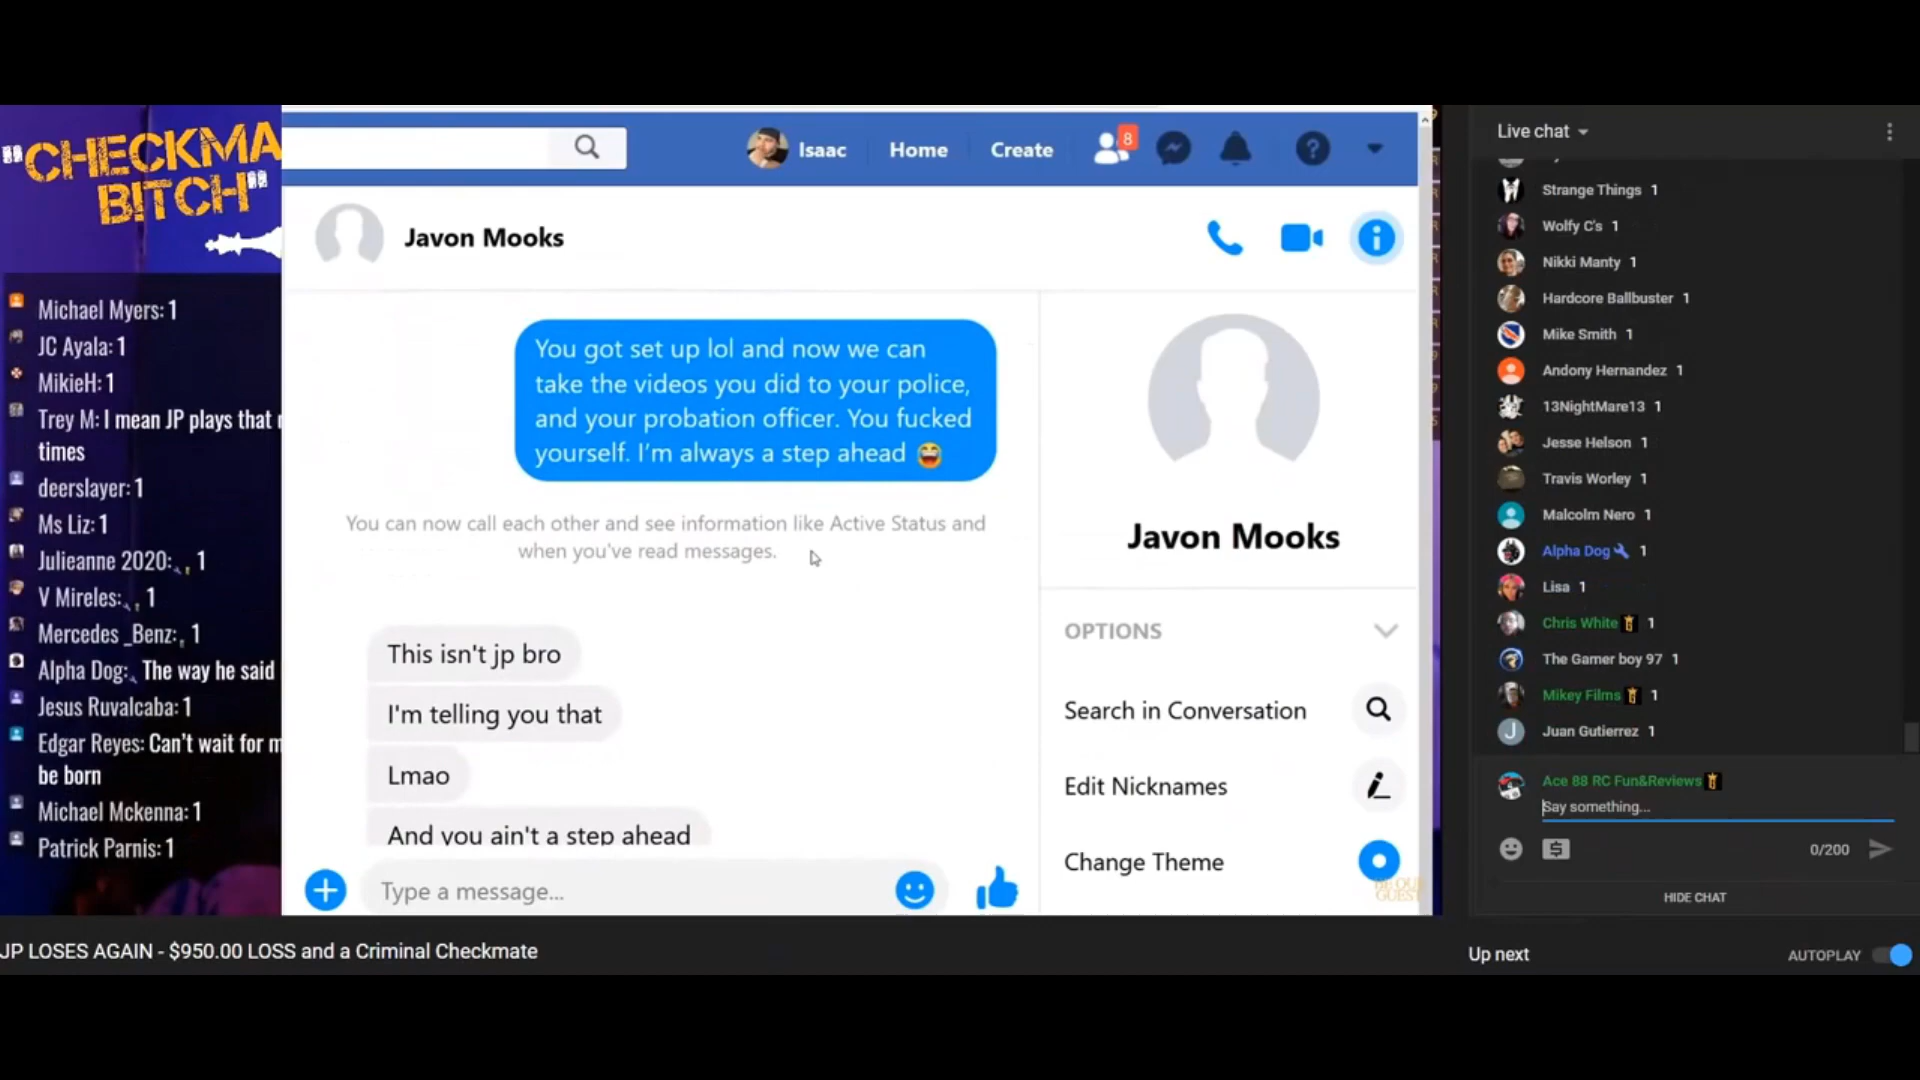 "CHECKMA
BITCH"
Michael Myers: 1
JC Ayala: 1
MikieH: 1
Trey M: I mean JP plays that
times
deerslayer: 1
Ms Liz: 1
Julieanne 2020: 1
V Mireles: 1
Mercedes _Benz: 1
Alpha Dog: The way he said
Jesus Ruvalcaba: 1
Edgar Reyes: Can't wait for m
be born
Michael Mckenna: 1
Patrick Parnis: 1
Isaac
Home
Create
8
Javon Mooks
You got set up lol and now we can
take the videos you did to your police,
and your probation officer. You fucked
yourself. I'm always a step ahead 😆
You can now call each other and see information like Active Status and
when you've read messages.
This isn't jp bro
I'm telling you that
Lmao
And you ain't a step ahead
Type a message...
Javon Mooks
OPTIONS
Search in Conversation
Edit Nicknames
Change Theme
BE OUR
GUEST
Live chat
Strange Things 1
Wolfy C's 1
Nikki Manty 1
Hardcore Ballbuster 1
Mike Smith 1
Andony Hernandez 1
13NightMare13 1
Jesse Helson 1
Travis Worley 1
Malcolm Nero 1
Alpha Dog 1
Lisa 1
Chris White 1
The Gamer boy 97 1
Mikey Films 1
J Juan Gutierrez 1
Ace 88 RC Fun&Reviews
Say something...
0/200
HIDE CHAT
JP LOSES AGAIN - $950.00 LOSS and a Criminal Checkmate
Up next
AUTOPLAY